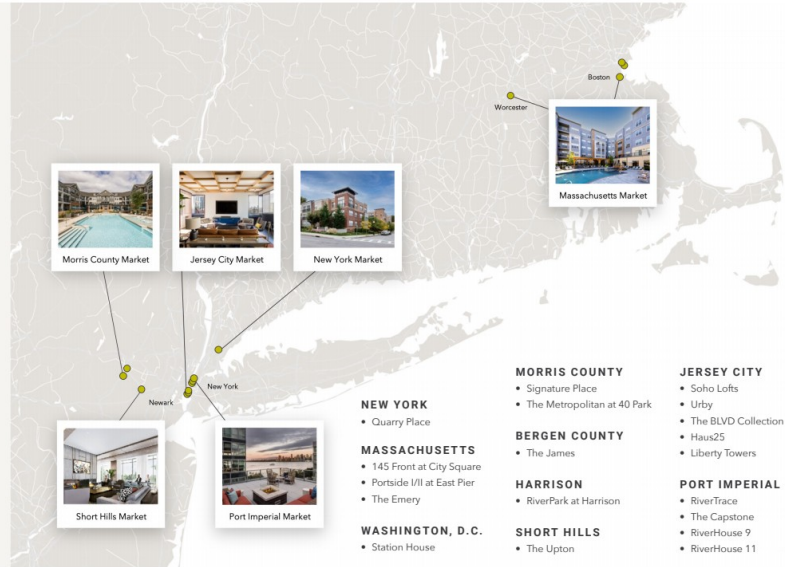 Boston
Worcester
Massachusetts Market
Morris County Market
Jersey City Market
New York Market
New York
Newark
Short Hills Market
Port Imperial Market
NEW YORK
• Quarry Place
MASSACHUSETTS
• 145 Front at City Square
• Portside I/II at East Pier
• The Emery
WASHINGTON, D.C.
• Station House
MORRIS COUNTY
• Signature Place
• The Metropolitan at 40 Park
BERGEN COUNTY
• The James
HARRISON
• RiverPark at Harrison
SHORT HILLS
• The Upton
JERSEY CITY
• Soho Lofts
• Urby
• The BLVD Collection
• Haus25
• Liberty Towers
PORT IMPERIAL
• RiverTrace
• The Capstone
• RiverHouse 9
• RiverHouse 11